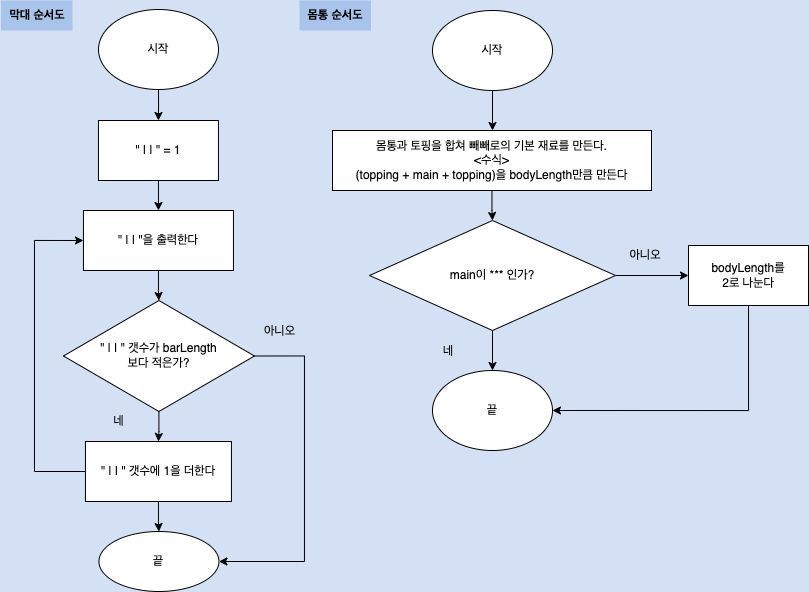 막대 순서도
시작
" l l " = 1
" l l "을 출력한다
" l l " 갯수가 barLength
보다 적은가?
아니오
네
" l l " 갯수에 1을 더한다
끝
몸통 순서도
시작
몸통과 토핑을 합쳐 빼빼로의 기본 재료를 만든다.
<수식>
(topping + main + topping)을 bodyLength만큼 만든다
main이 *** 인가?
아니오
bodyLength를
2로 나눈다
네
끝